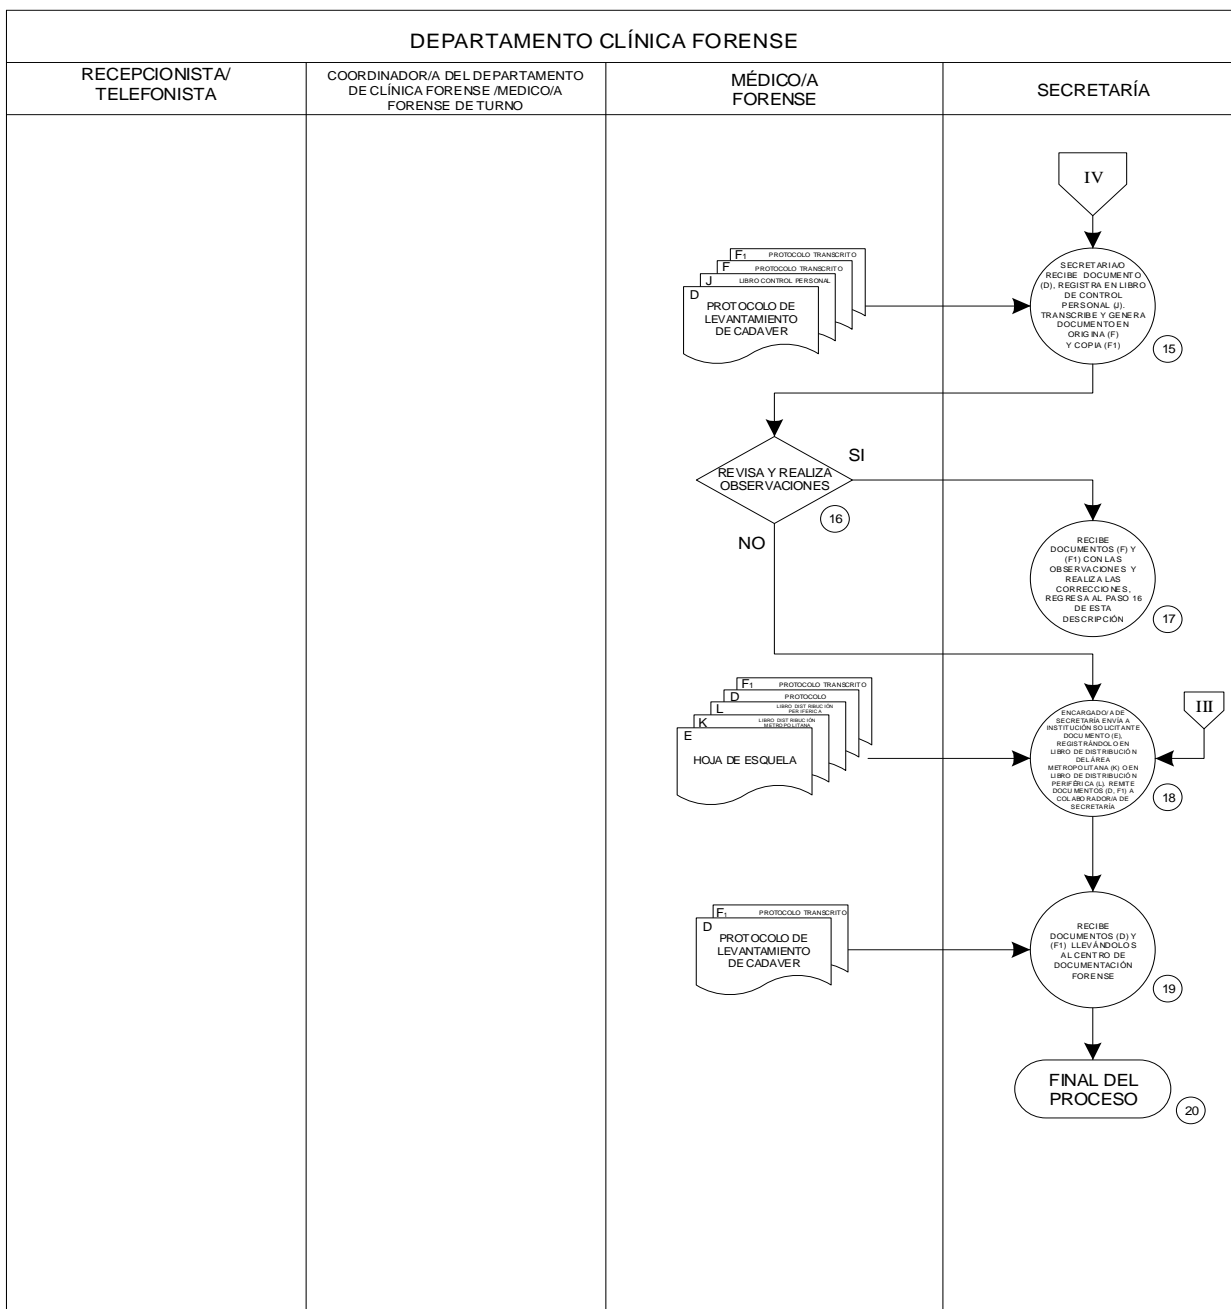 DEPARTAMENTO CLÍNICA FORENSE
RECEPCIONISTA/
TELEFONISTA
COORDINADOR/A DEL DEPARTAMENTO
DE CLÍNICA FORENSE /MEDICO/A
FORENSE DE TURNO
MÉDICO/A
FORENSE
SECRETARÍA
IV
F1 PROTOCOLO TRANSCRITO
F PROTOCOLO TRANSCRITO
J LIBRO CONTROL PERSONAL
D
PROTOCOLO DE
LEVANTAMIENTO
DE CADAVER
SECRETARIA/O
RECIBE DOCUMENTO
(D), REGISTRA EN LIBRO
DE CONTROL
PERSONAL (J).
TRANSCRIBE Y GENERA
DOCUMENTO EN
ORIGINA (F)
Y COPIA (F1)
15
REVISA Y REALIZA
OBSERVACIONES
SI
16
NO
RECIBE
DOCUMENTOS (F) Y
(F1) CON LAS
OBSERVACIONES Y
REALIZA LAS
CORRECCIONES,
REGRESA AL PASO 16
DE ESTA
DESCRIPCIÓN
17
F1 PROTOCOLO TRANSCRITO
D PROTOCOLO
L LIBRO DISTRIBUCIÓN
PERIFERICA
K LIBRO DISTRIBUCIÓN
METROPOLITANA
E
HOJA DE ESQUELA
III
ENCARGADO/A DE
SECRETARÍA ENVÍA A
INSTITUCIÓN SOLICITANTE
DOCUMENTO (E),
REGISTRÁNDOLO EN
LIBRO DE DISTRIBUCIÓN
DEL ÁREA
METROPOLITANA (K) O EN
LIBRO DE DISTRIBUCIÓN
PERIFÉRICA (L). REMITE
DOCUMENTOS (D, F1) A
COLABORADOR/A DE
SECRETARÍA
18
F1 PROTOCOLO TRANSCRITO
D
PROTOCOLO DE
LEVANTAMIENTO
DE CADAVER
RECIBE
DOCUMENTOS (D) Y
(F1) LLEVÁNDOLOS
AL CENTRO DE
DOCUMENTACIÓN
FORENSE
19
FINAL DEL
PROCESO
20